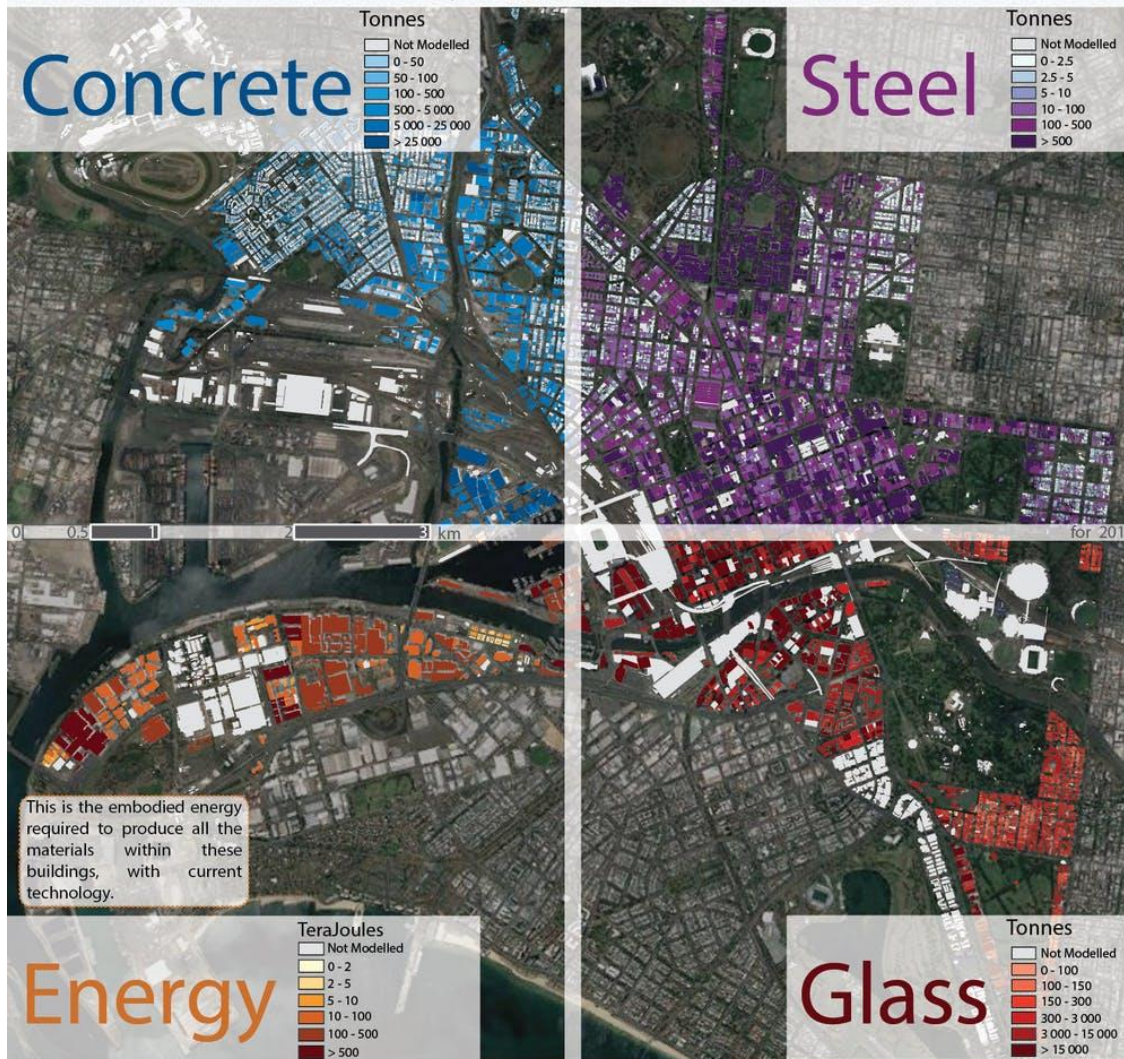 Concrete
Tonnes
Not Modelled
0 - 50
50 - 100
100 - 500
500 - 5 000
5 000 - 25 000
> 25 000
Steel
Tonnes
Not Modelled
0 - 2.5
2.5 - 5
5 - 10
10 - 100
100 - 500
> 500
0 0.5 1 2 3 km
for 201
This is the embodied energy
required to produce all the
materials within these
buildings, with current
technology.
Energy
TeraJoules
Not Modelled
0 - 2
2 - 5
5 - 10
10 - 100
100 - 500
> 500
Glass
Tonnes
Not Modelled
0 - 100
100 - 150
150 - 300
300 - 3 000
3 000 - 15 000
> 15 000